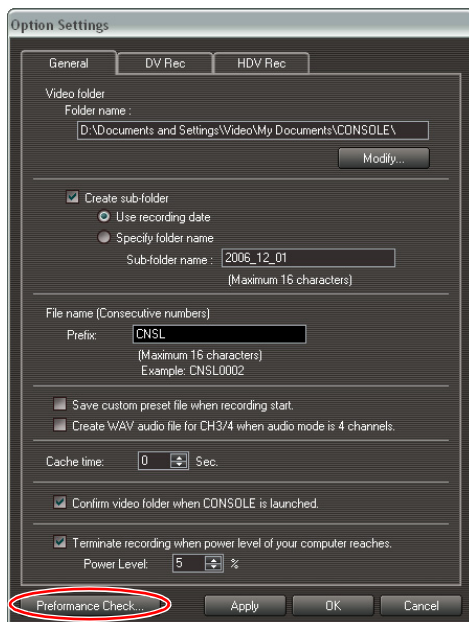 Option Settings
General DV Rec HDV Rec
Video folder
Folder name :
D:\Documents and Settings\Video\My Documents\CONSOLE\
Modify...
Create sub-folder
Use recording date
Specify folder name
Sub-folder name : 2006_12_01
(Maximum 16 characters)
File name (Consecutive numbers)
Prefix: CNSL
(Maximum 16 characters)
Example: CNSL0002
Save custom preset file when recording start.
Create WAV audio file for CH3/4 when audio mode is 4 channels.
Cache time: 0 Sec.
Confirm video folder when CONSOLE is launched.
Terminate recording when power level of your computer reaches.
Power Level: 5 %
Preformance Check... Apply OK Cancel